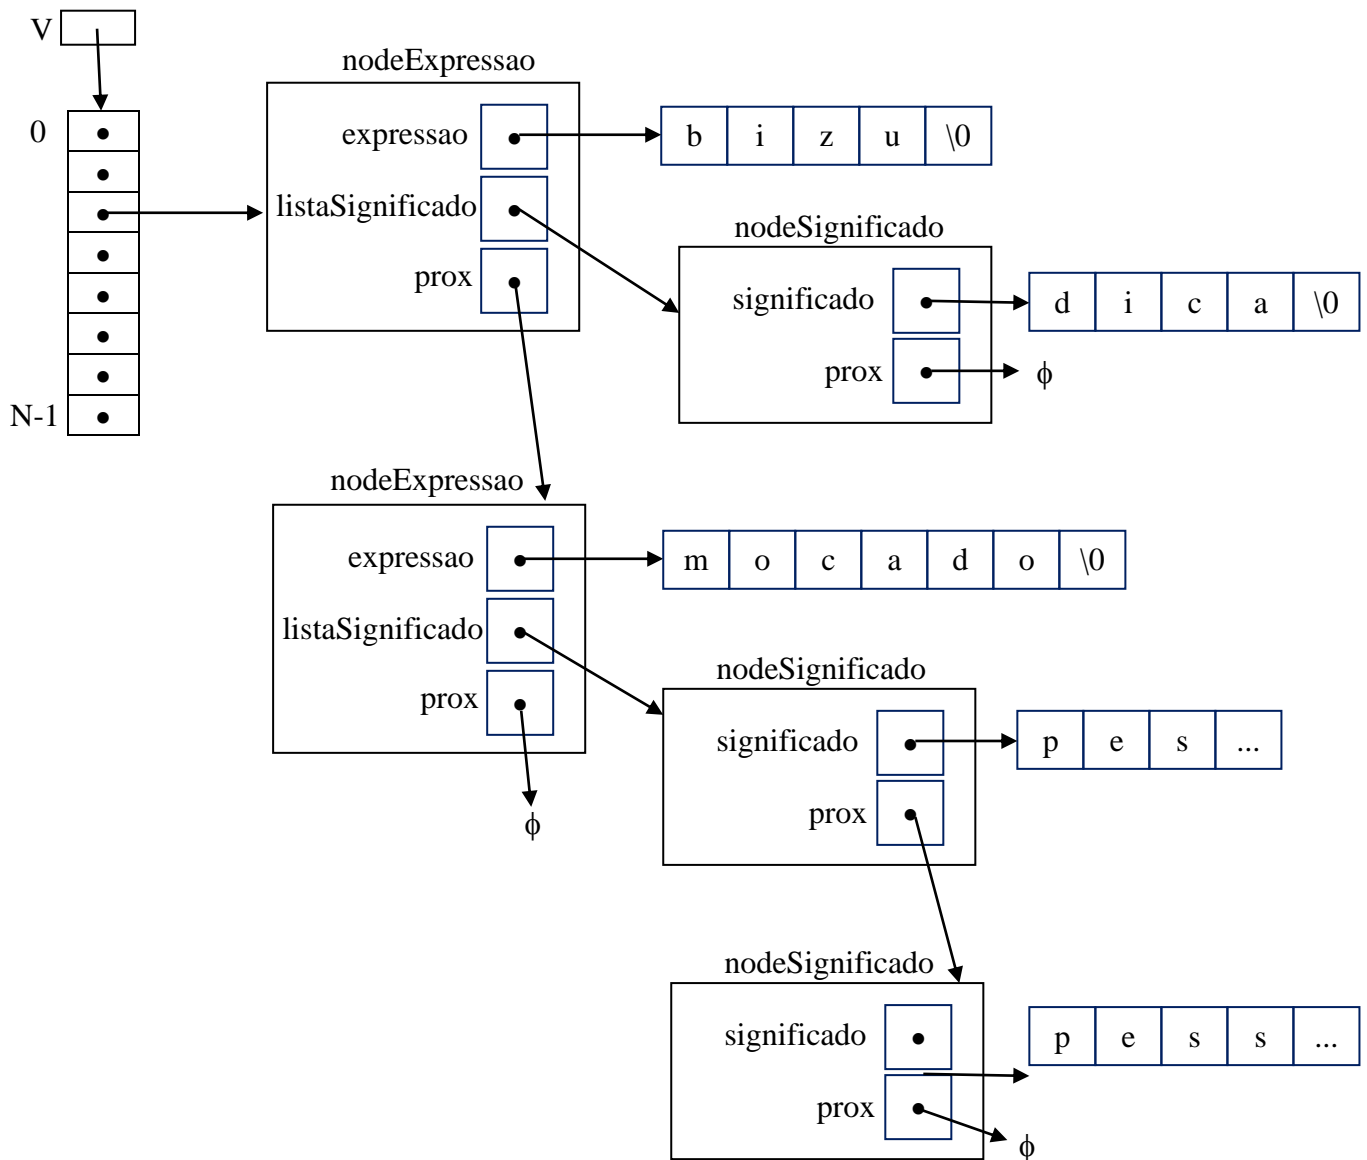 V
nodeExpressao
0
expressao
b i z u \0
listaSignificado
nodeSignificado
prox
significado
d i c a \0
prox
ϕ
N-1
nodeExpressao
expressao
m o c a d o \0
listaSignificado
nodeSignificado
prox
significado
p e s ...
prox
ϕ
nodeSignificado
significado
p e s s ...
prox
ϕ